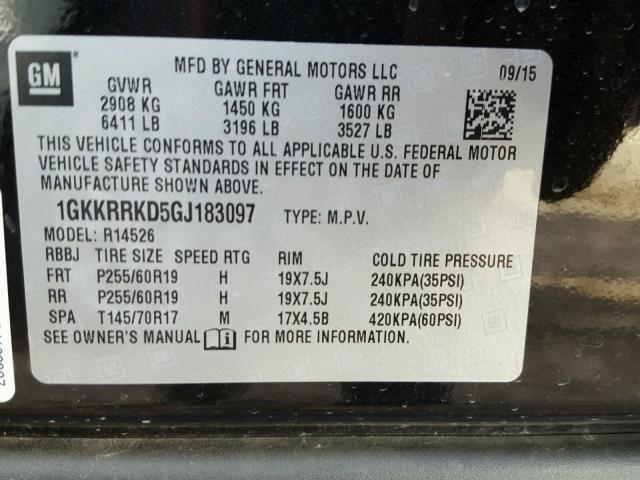 GM
MFD BY GENERAL MOTORS LLC
09/15
GVWR GAWR FRT GAWR RR
2908 KG 1450 KG 1600 KG
6411 LB 3196 LB 3527 LB
THIS VEHICLE CONFORMS TO ALL APPLICABLE U.S. FEDERAL MOTOR
VEHICLE SAFETY STANDARDS IN EFFECT ON THE DATE OF
MANUFACTURE SHOWN ABOVE.
1GKKRRKD5GJ183097 TYPE: M.P.V.
MODEL: R14526
RBBJ TIRE SIZE SPEED RTG RIM COLD TIRE PRESSURE
FRT P255/60R19 H 19X7.5J 240KPA(35PSI)
RR P255/60R19 H 19X7.5J 240KPA(35PSI)
SPA T145/70R17 M 17X4.5B 420KPA(60PSI)
SEE OWNER'S MANUAL FOR MORE INFORMATION.